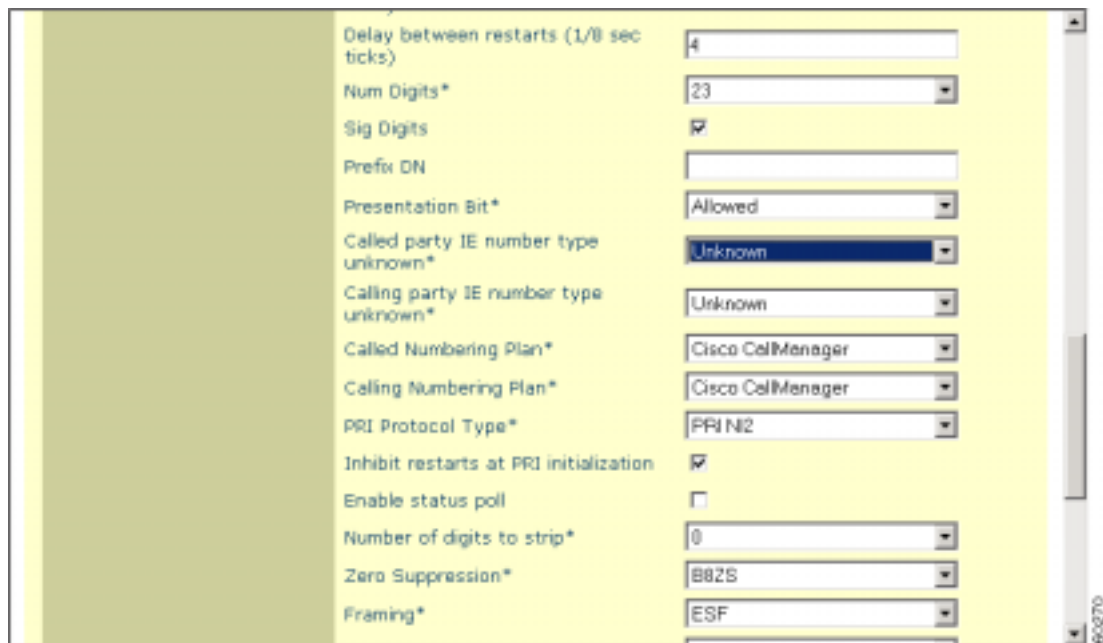 Delay between restarts (1/8 sec
ticks)
4
Num Digits*
23
Sig Digits
Prefix DN
Presentation Bit*
Allowed
Called party IE number type
unknown*
Unknown
Calling party IE number type
unknown*
Unknown
Called Numbering Plan*
Cisco CallManager
Calling Numbering Plan*
Cisco CallManager
PRI Protocol Type*
PRI NI2
Inhibit restarts at PRI initialization
Enable status poll
Number of digits to strip*
0
Zero Suppression*
B8ZS
Framing*
ESF